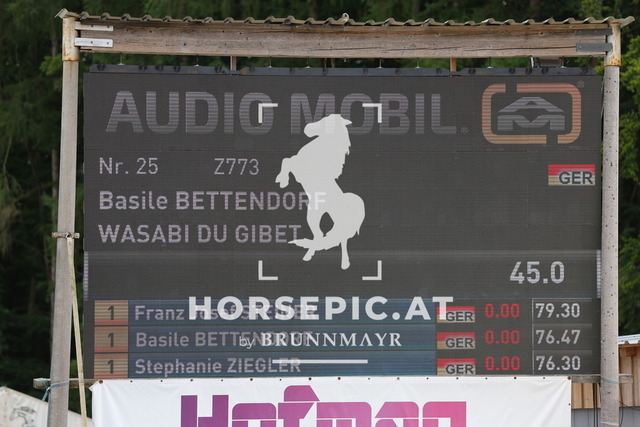 AUDIO MOBIL®
Nr. 25 Z773
GER
Basile BETTENDORF
WASABI DU GIBET
45.0
HORSEPIC.AT
by BRUNNMAYR
1 Franz GER 0.00 79.30
1 Basile BETTENDORF GER 0.00 76.47
1 Stephanie ZIEGLER GER 0.00 76.30